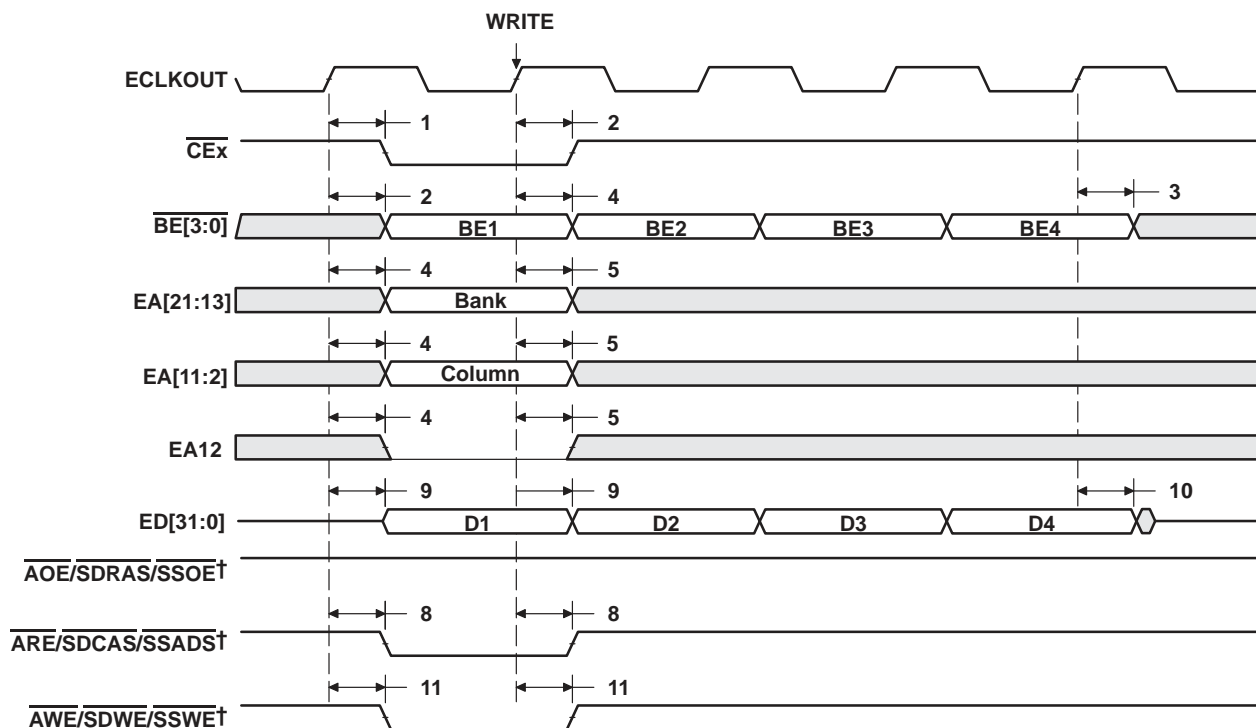 WRITE
ECLKOUT
1 2
CEx
2 4 3
BE[3:0] BE1 BE2 BE3 BE4
4 5
EA[21:13] Bank
4 5
EA[11:2] Column
4 5
EA12
9 9 10
ED[31:0] D1 D2 D3 D4
AOE/SDRAS/SSOE†
8 8
ARE/SDCAS/SSADS†
11 11
AWE/SDWE/SSWE†